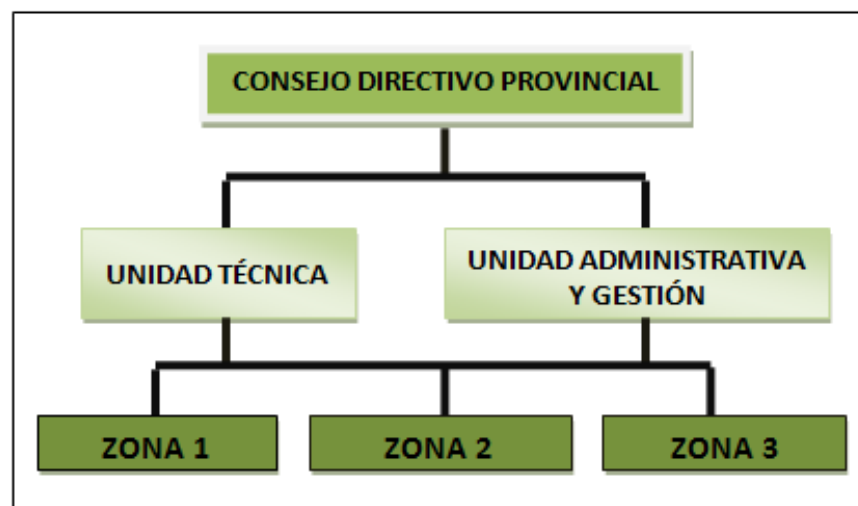 CONSEJO DIRECTIVO PROVINCIAL
UNIDAD TÉCNICA
UNIDAD ADMINISTRATIVA
Y GESTIÓN
ZONA 1
ZONA 2
ZONA 3